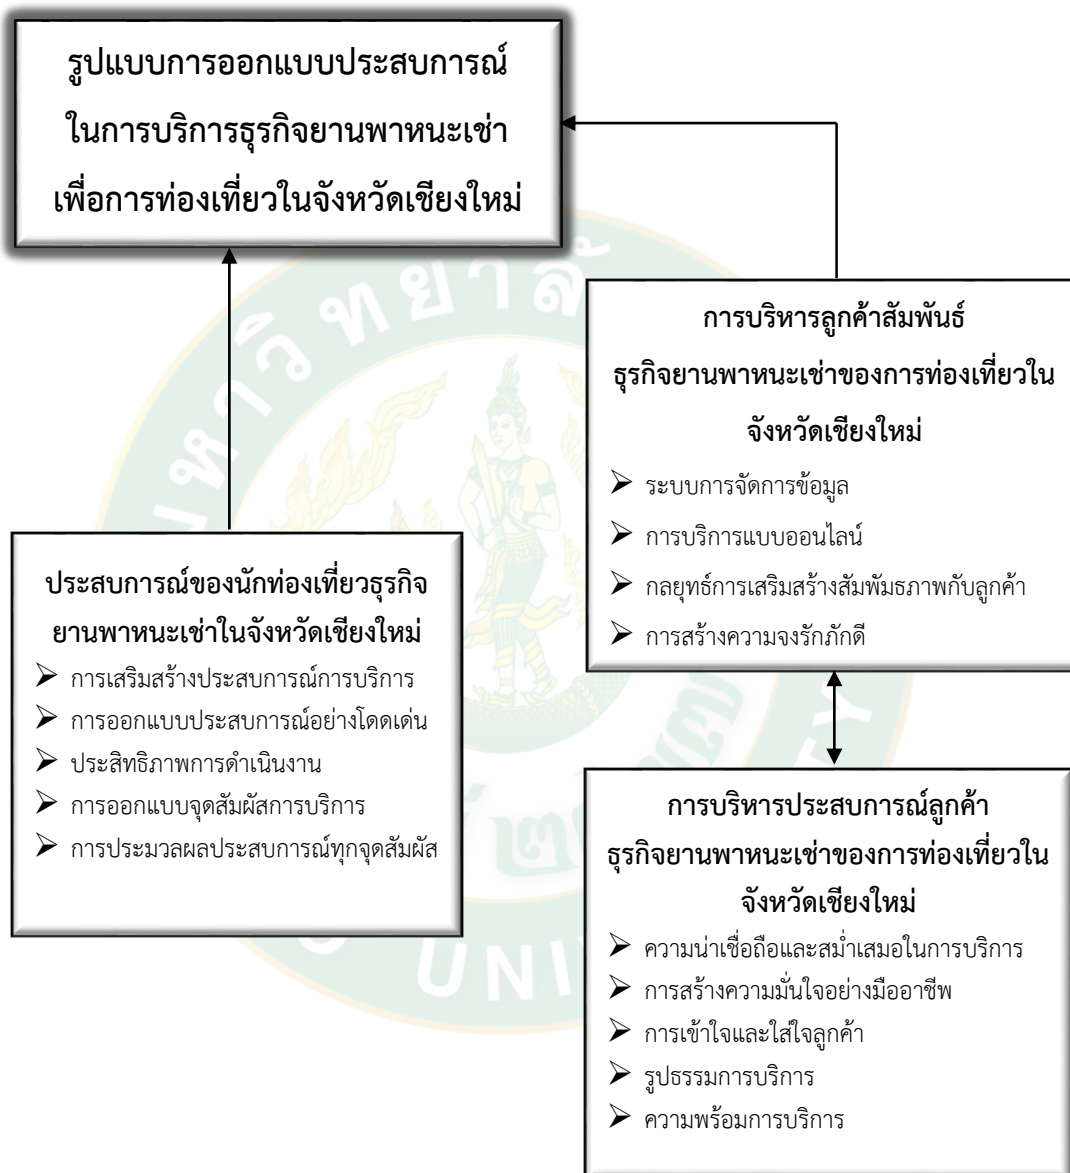 รูปแบบการออกแบบประสบการณ์
ในการบริการธุรกิจยานพาหนะเช่า
เพื่อการท่องเที่ยวในจังหวัดเชียงใหม่
การบริหารลูกค้าสัมพันธ์
ธุรกิจยานพาหนะเช่าของการท่องเที่ยวใน
จังหวัดเชียงใหม่
ระบบการจัดการข้อมูล
การบริการแบบออนไลน์
กลยุทธ์การเสริมสร้างสัมพัมธภาพกับลูกค้า
การสร้างความจงรักภักดี
ประสบการณ์ของนักท่องเที่ยวธุรกิจ
ยานพาหนะเช่าในจังหวัดเชียงใหม่
การเสริมสร้างประสบการณ์การบริการ
การออกแบบประสบการณ์อย่างโดดเด่น
ประสิทธิภาพการดำเนินงาน
การออกแบบจุดสัมผัสการบริการ
การประมวลผลประสบการณ์ทุกจุดสัมผัส
การบริหารประสบการณ์ลูกค้า
ธุรกิจยานพาหนะเช่าของการท่องเที่ยวใน
จังหวัดเชียงใหม่
ความน่าเชื่อถือและสม่ำเสมอในการบริการ
การสร้างความมั่นใจอย่างมืออาชีพ
การเข้าใจและใส่ใจลูกค้า
รูปธรรมการบริการ
ความพร้อมการบริการ